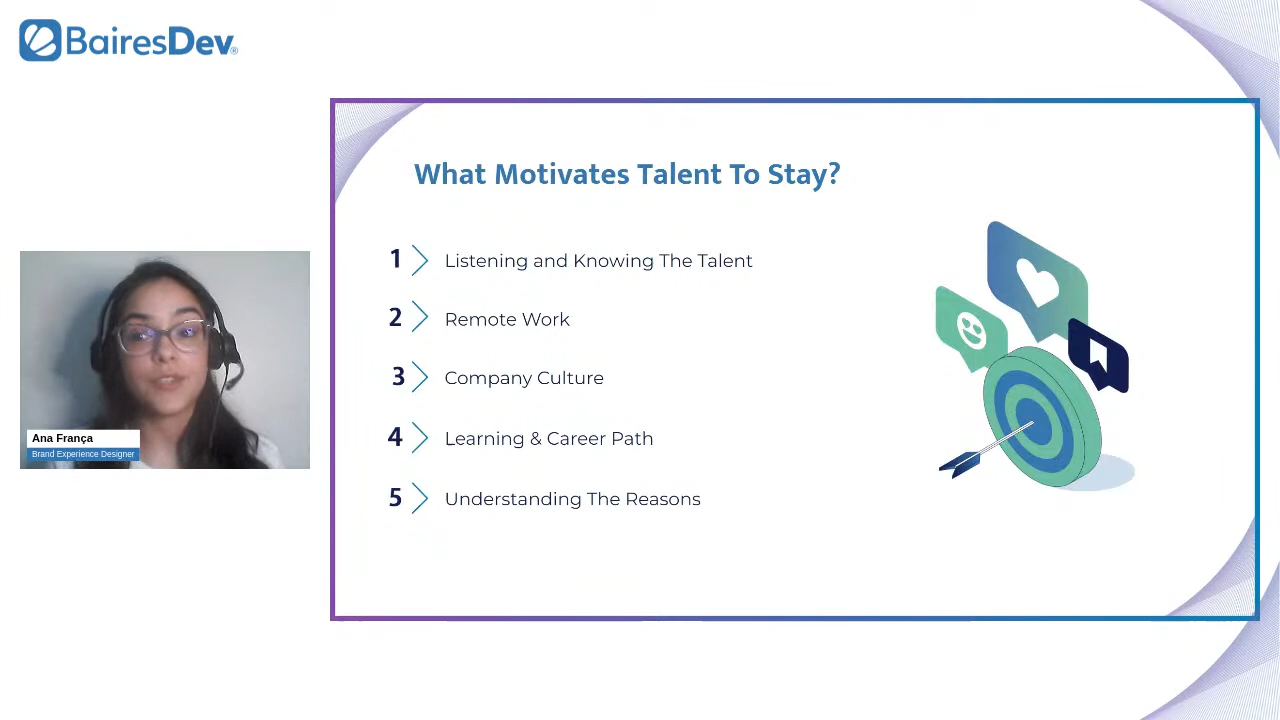 BairesDev®
What Motivates Talent To Stay?
1 Listening and Knowing The Talent
2 Remote Work
3 Company Culture
4 Learning & Career Path
5 Understanding The Reasons
Ana França
Brand Experience Designer